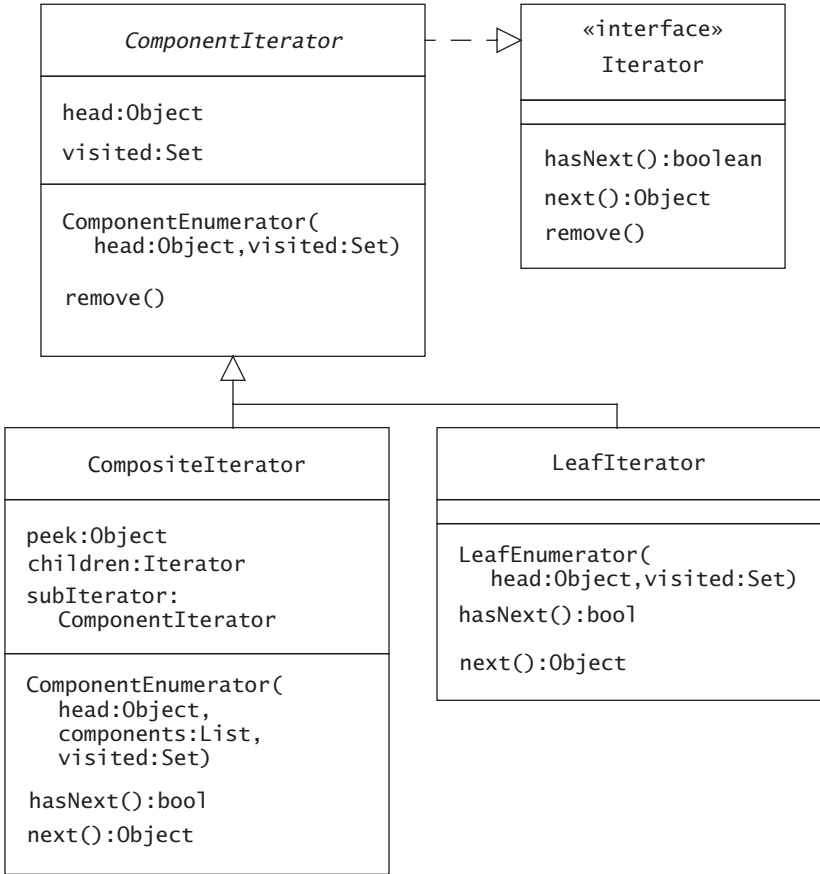 ComponentIterator
head:Object
visited:Set
ComponentEnumerator(
head:Object,visited:Set)
remove()
«interface»
Iterator
hasNext():boolean
next():Object
remove()
CompositeIterator
peek:Object
children:Iterator
subIterator:
ComponentIterator
ComponentEnumerator(
head:Object,
components:List,
visited:Set)
hasNext():bool
next():Object
LeafIterator
LeafEnumerator(
head:Object,visited:Set)
hasNext():bool
next():Object